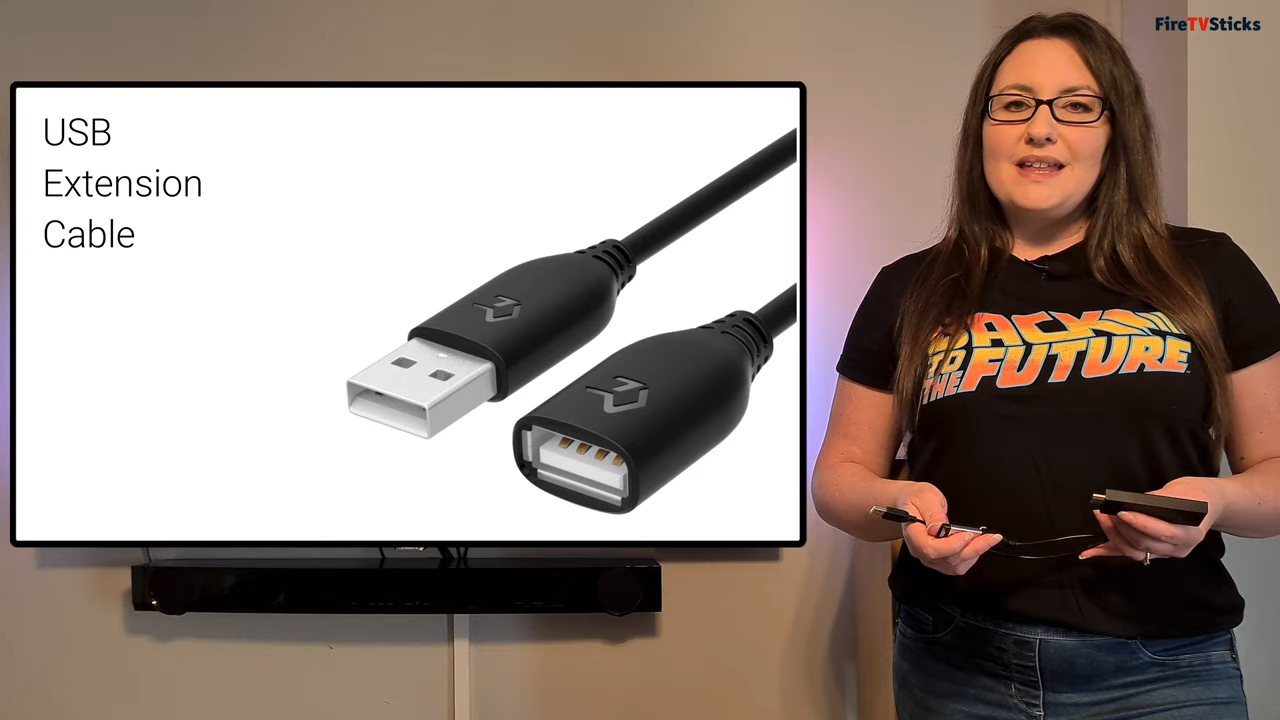 USB
Extension
Cable
FireTVSticks
BACK
TO
THE FUTURE